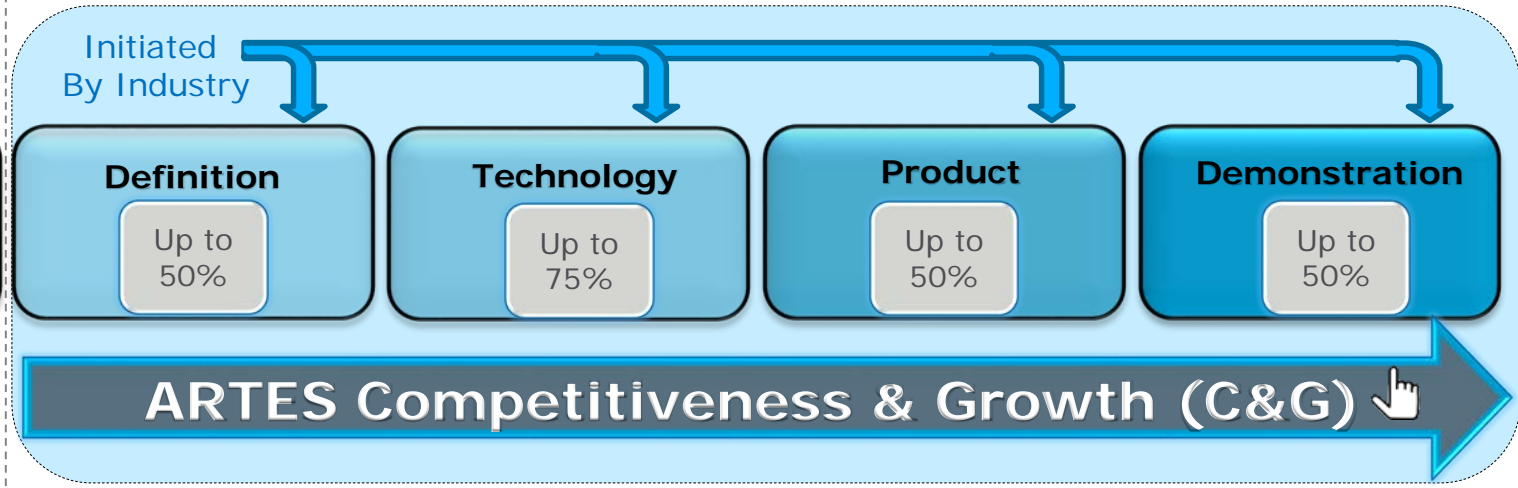 Initiated
By Industry
Definition
Up to
50%
Technology
Up to
75%
Product
Up to
50%
Demonstration
Up to
50%
ARTES Competitiveness & Growth (C&G)